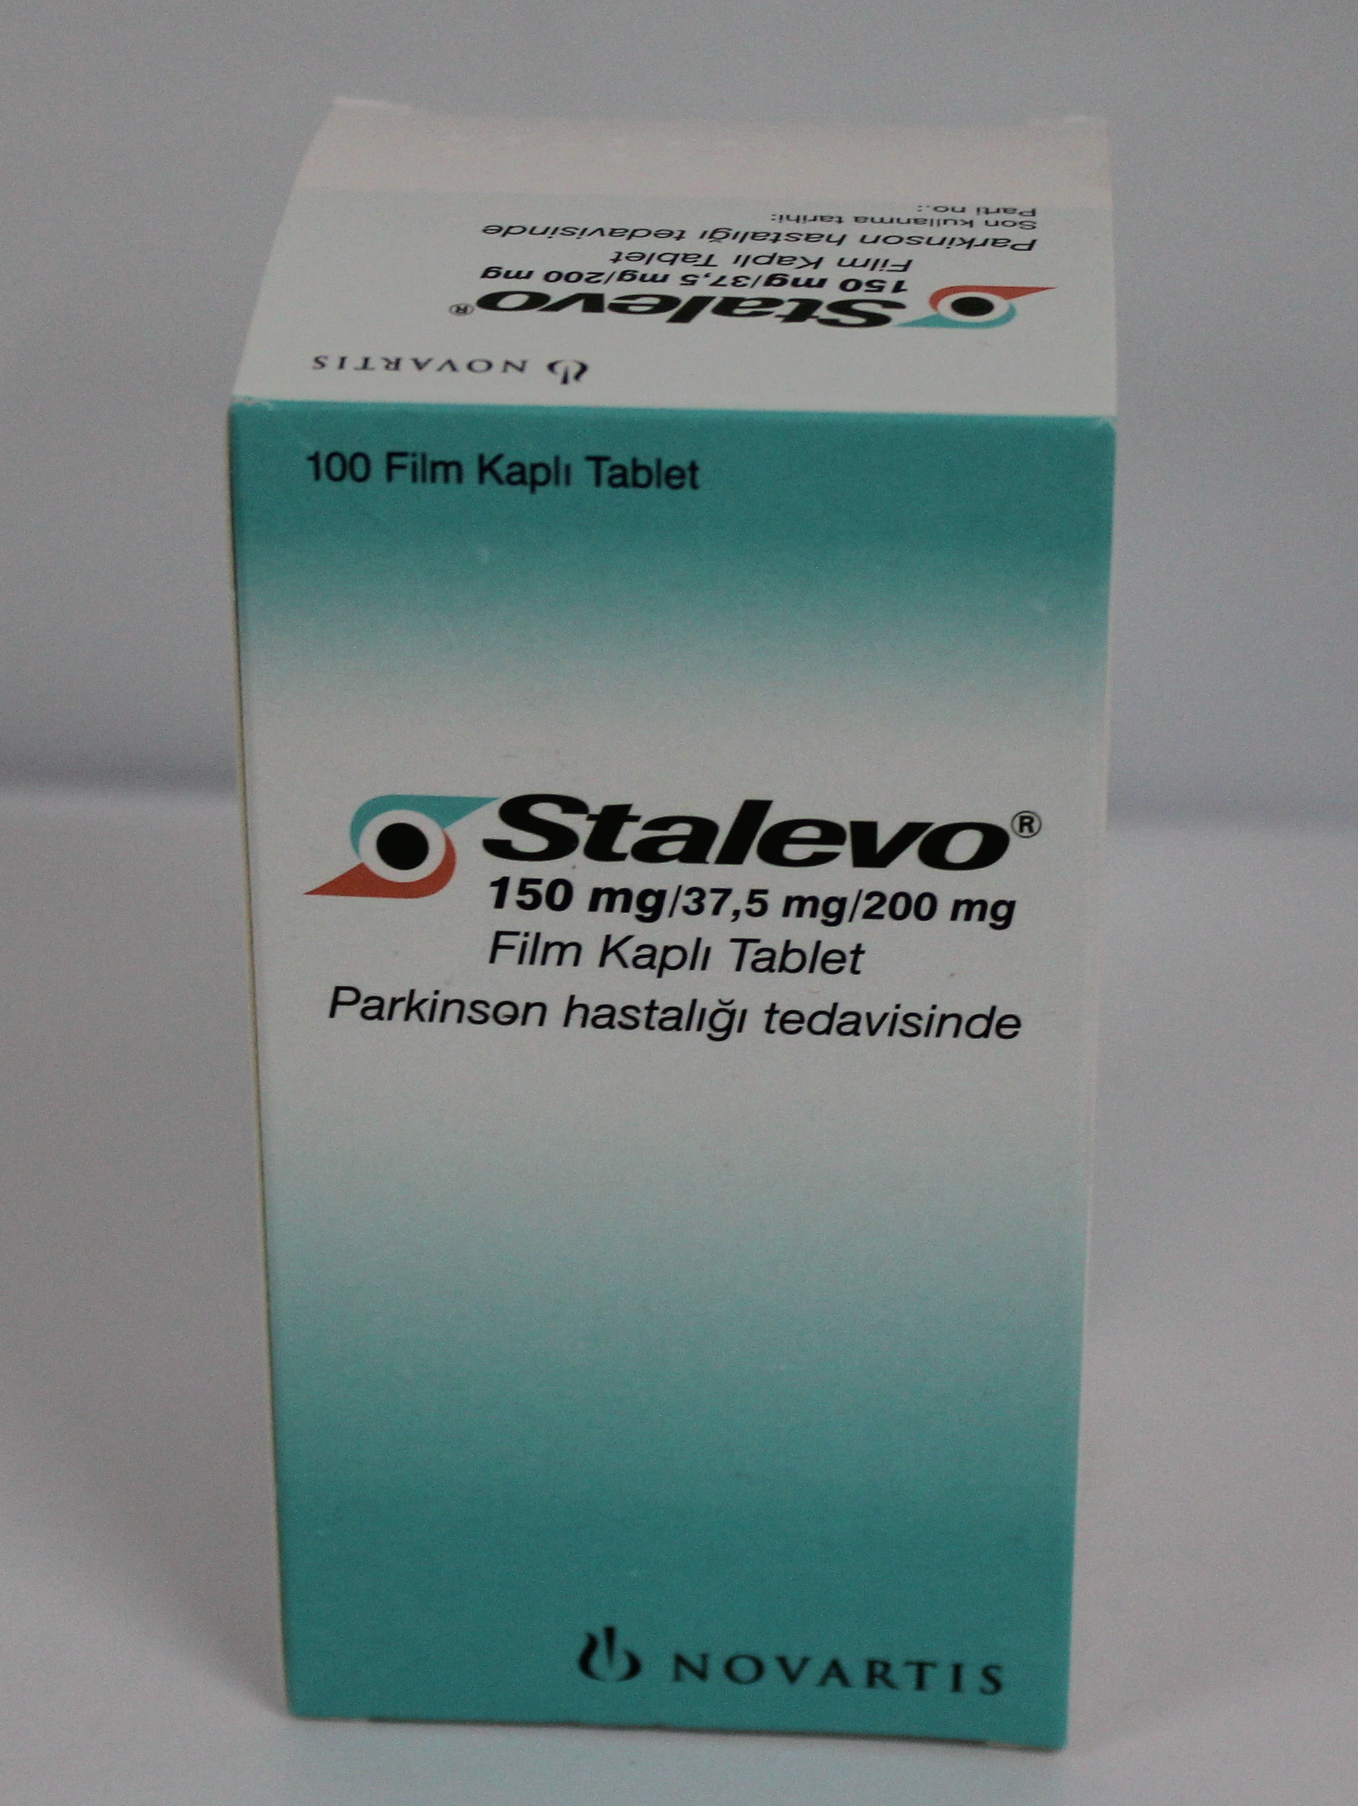 NOVARTIS
Stalevo®
150 mg/37,5 mg/200 mg
Film Kaplı Tablet
Parkinson hastalığı tedavisinde
Son kullanma tarihi:
Parti no.:
100 Film Kaplı Tablet
Stalevo®
150 mg/37,5 mg/200 mg
Film Kaplı Tablet
Parkinson hastalığı tedavisinde
NOVARTIS